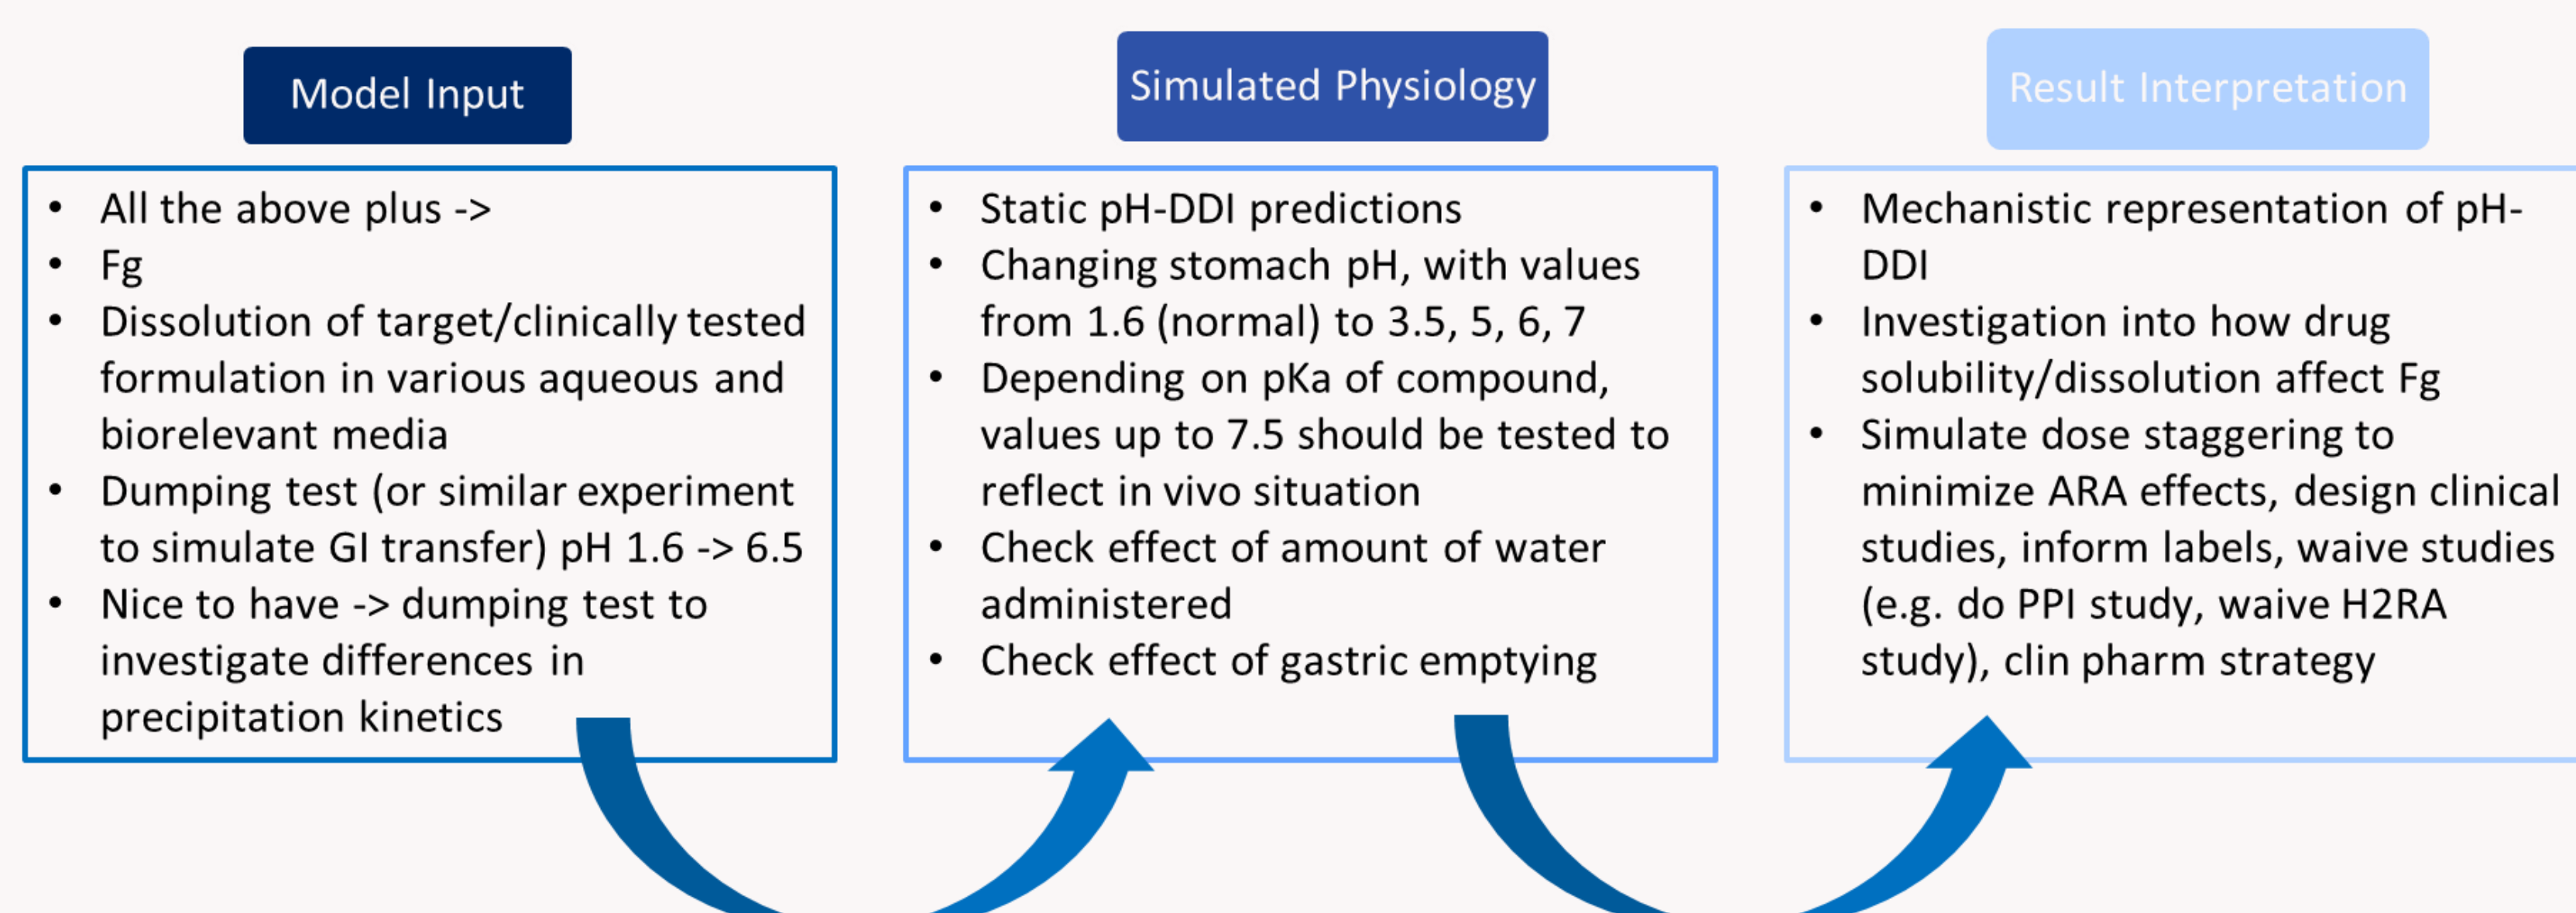 Model Input
• All the above plus ->
• Fg
• Dissolution of target/clinically tested
formulation in various aqueous and
biorelevant media
• Dumping test (or similar experiment
to simulate GI transfer) pH 1.6 -> 6.5
• Nice to have -> dumping test to
investigate differences in
precipitation kinetics
Simulated Physiology
• Static pH-DDI predictions
• Changing stomach pH, with values
from 1.6 (normal) to 3.5, 5, 6, 7
• Depending on pKa of compound,
values up to 7.5 should be tested to
reflect in vivo situation
• Check effect of amount of water
administered
• Check effect of gastric emptying
Result Interpretation
• Mechanistic representation of pH-
DDI
• Investigation into how drug
solubility/dissolution affect Fg
• Simulate dose staggering to
minimize ARA effects, design clinical
studies, inform labels, waive studies
(e.g. do PPI study, waive H2RA
study), clin pharm strategy